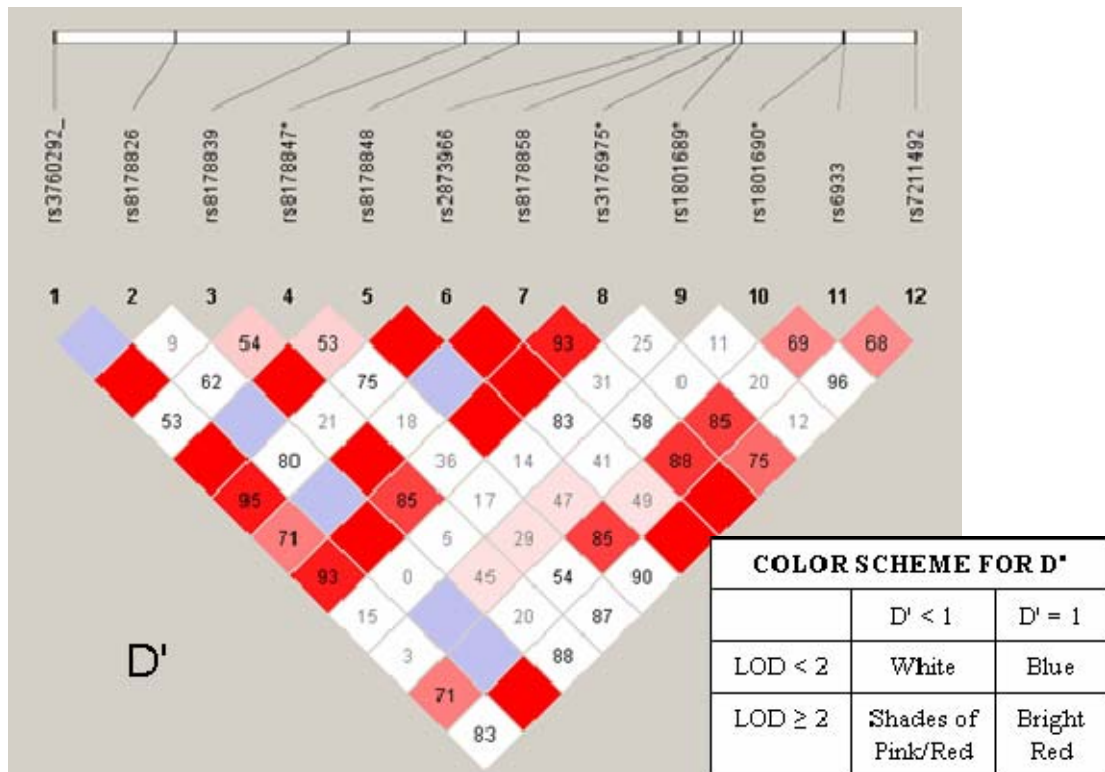 rs3760292_
rs8178826
rs8178839
rs8178847*
rs8178848
rs2873966
rs8178858
rs3176975*
rs1801689*
rs1801690*
rs6933
rs7211492
1 2 3 4 5 6 7 8 9 10 11 12
9 54 53 93 25 11 69 68
62 75 31 0 20 96
53 21 18 83 58 85 12
80 36 14 41 88 75
95 85 17 47 49
71 5 29 85
93 0 45 54 90
15 20 87
3 88
71
83
D'
COLOR SCHEME FOR D'
D' < 1 D' = 1
LOD < 2 White Blue
LOD ≥ 2 Shades of Pink/Red Bright Red